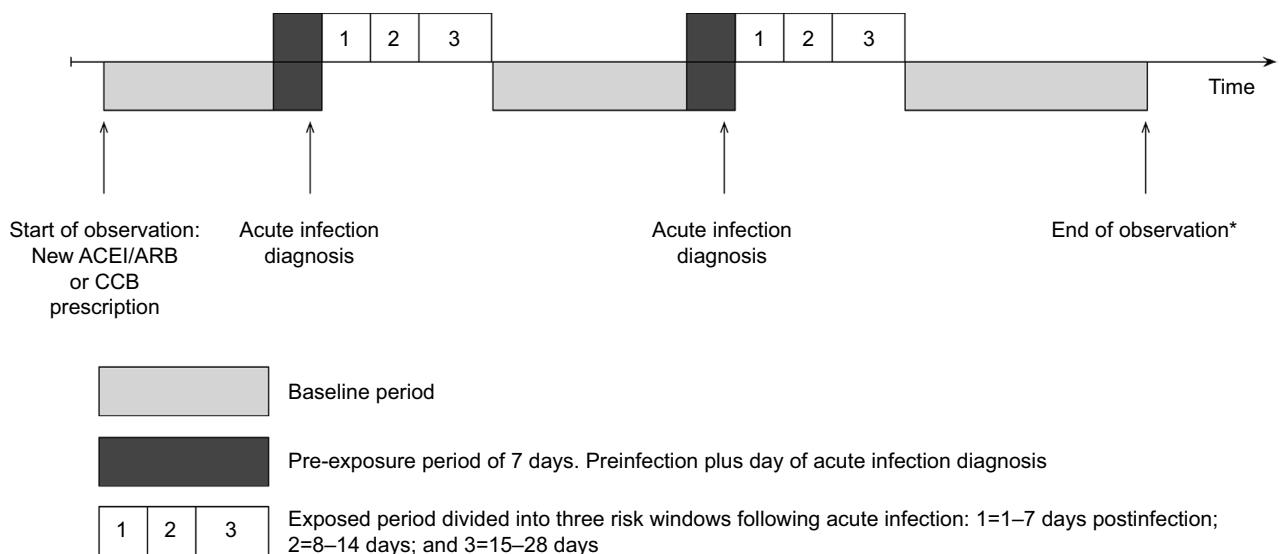 1 2 3
1 2 3
Time
Start of observation:
New ACEI/ARB
or CCB
prescription
Acute infection
diagnosis
Acute infection
diagnosis
End of observation*
Baseline period
Pre-exposure period of 7 days. Preinfection plus day of acute infection diagnosis
1 2 3
Exposed period divided into three risk windows following acute infection: 1=1–7 days postinfection;
2=8–14 days; and 3=15–28 days